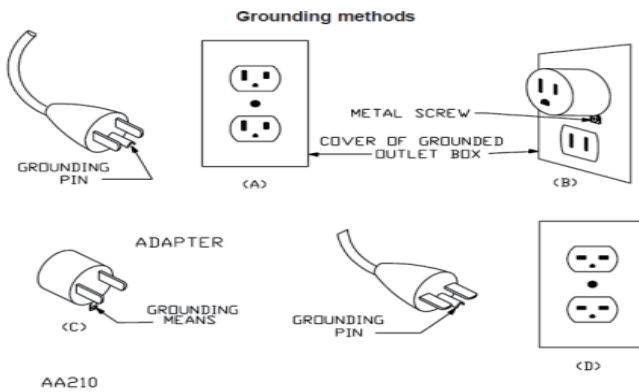 Grounding methods
METAL SCREW
COVER OF GROUNDED
OUTLET BOX
GROUNDING
PIN
(A)
(B)
ADAPTER
GROUNDING
MEANS
(C)
GROUNDING
PIN
(D)
AA210